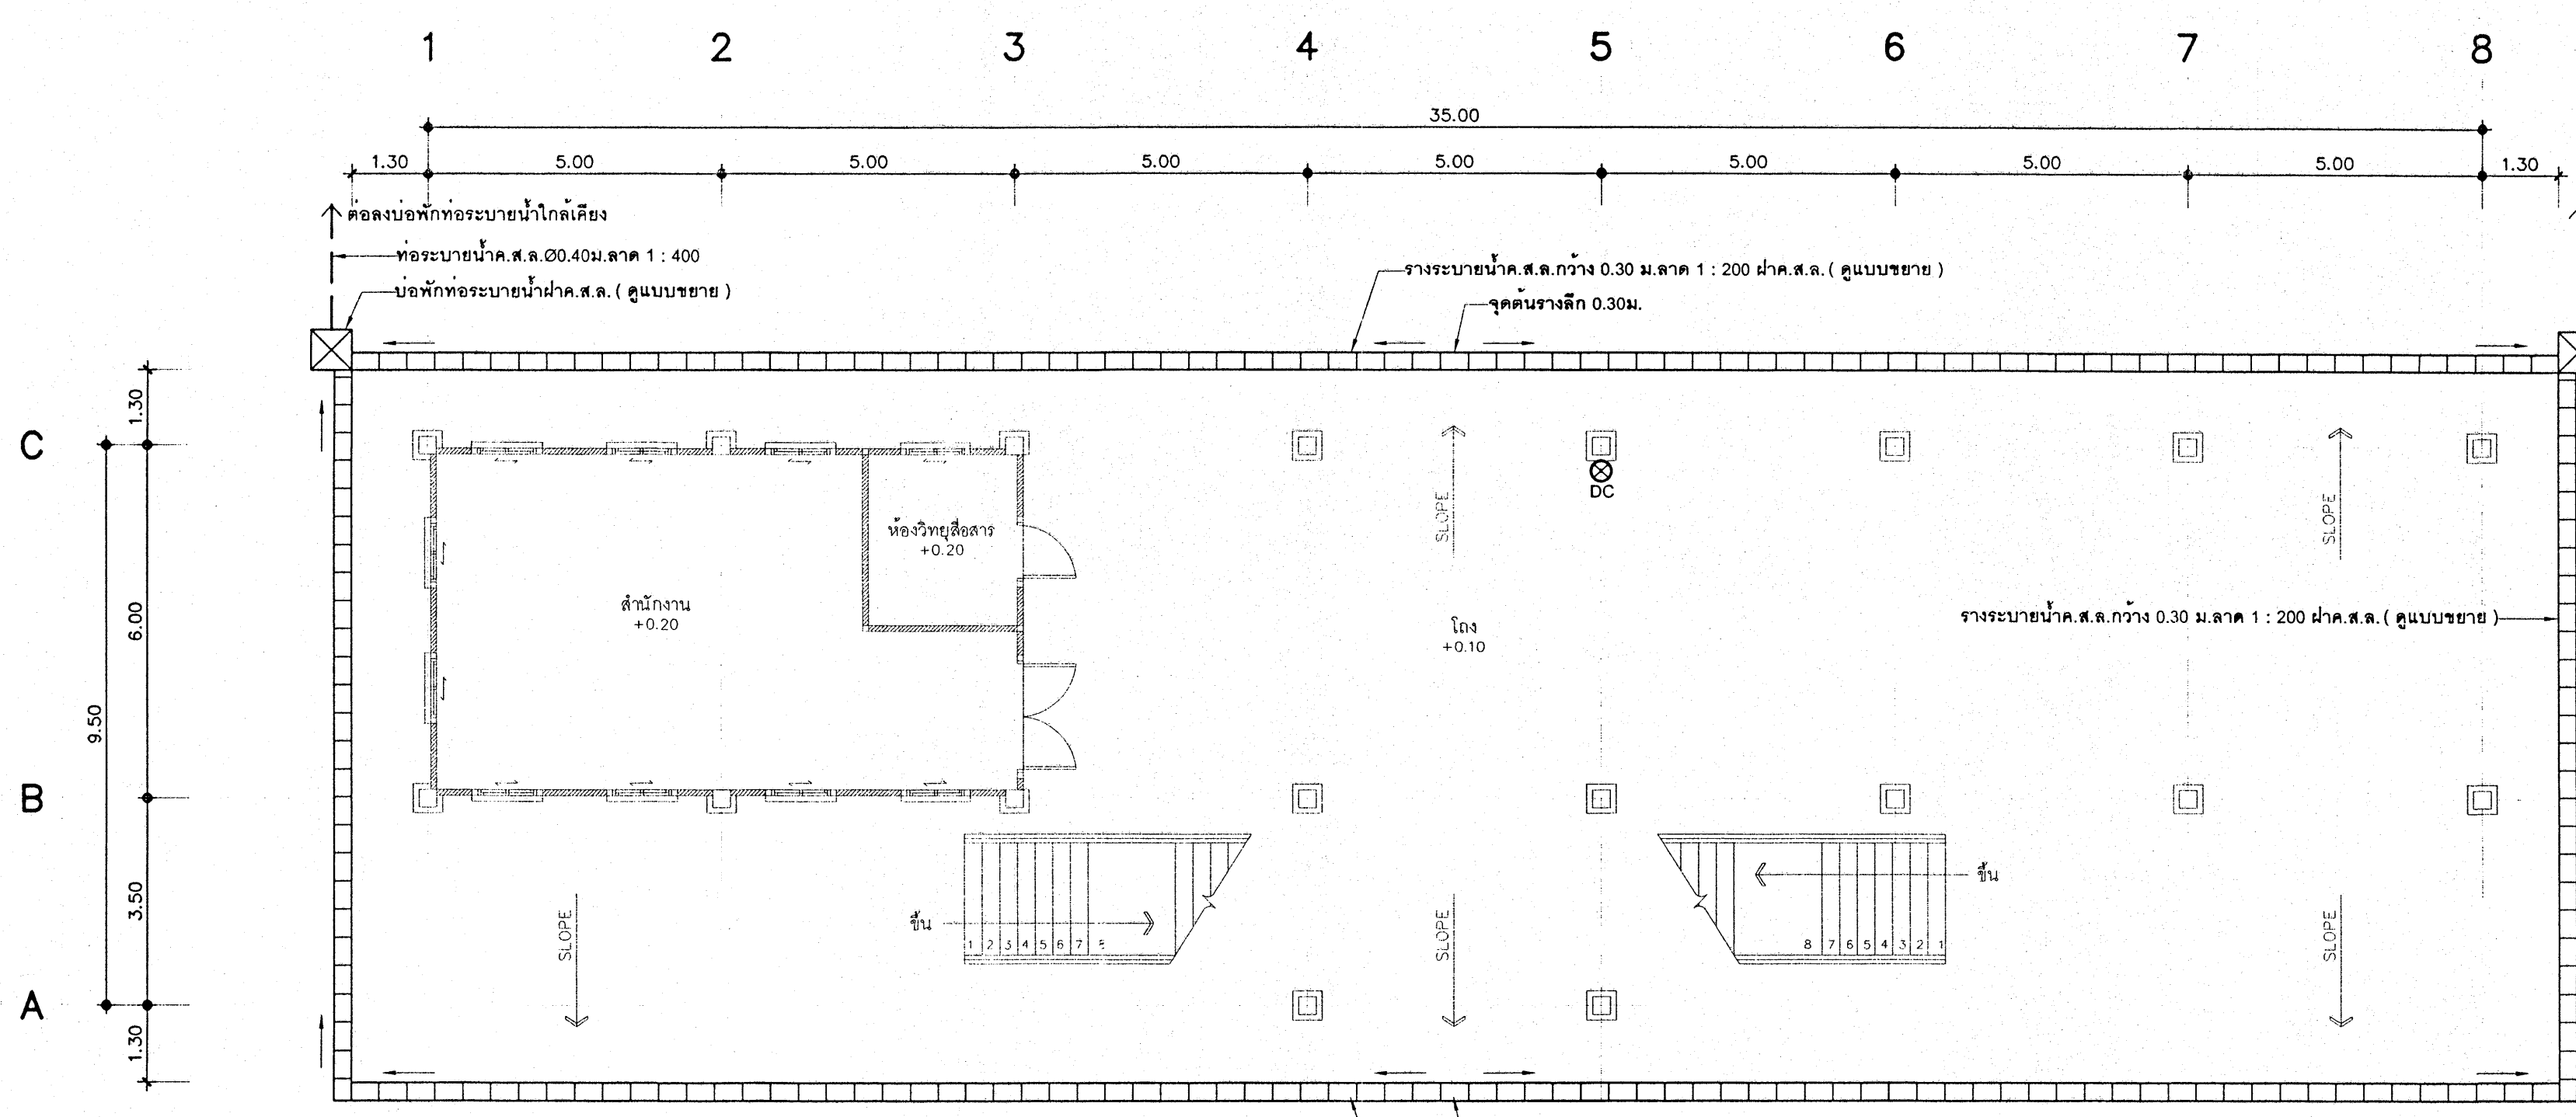 1 2 3 4 5 6 7 8
35.00
1.30 5.00 5.00 5.00 5.00 5.00 5.00 5.00 1.30
ต่อลงบ่อพักท่อระบายน้ำใกล้เคียง
ท่อระบายน้ำค.ส.ล.Ø0.40ม.ลาด 1 : 400
บ่อพักท่อระบายน้ำฝาค.ส.ล. ( ดูแบบขยาย )
รางระบายน้ำค.ส.ล.กว้าง 0.30 ม.ลาด 1 : 200 ฝาค.ส.ล. ( ดูแบบขยาย )
จุดต้นรางลึก 0.30ม.
1.30
C
DC
SLOPE
SLOPE
ห้องวิทยุสื่อสาร
+0.20
สำนักงาน
+0.20
6.00
โถง
+0.10
รางระบายน้ำค.ส.ล.กว้าง 0.30 ม.ลาด 1 : 200 ฝาค.ส.ล. ( ดูแบบขยาย )
9.50
B
3.50
SLOPE
ขึ้น
1 2 3 4 5 6 7 8
SLOPE
ขึ้น
8 7 6 5 4 3 2 1
SLOPE
A
1.30